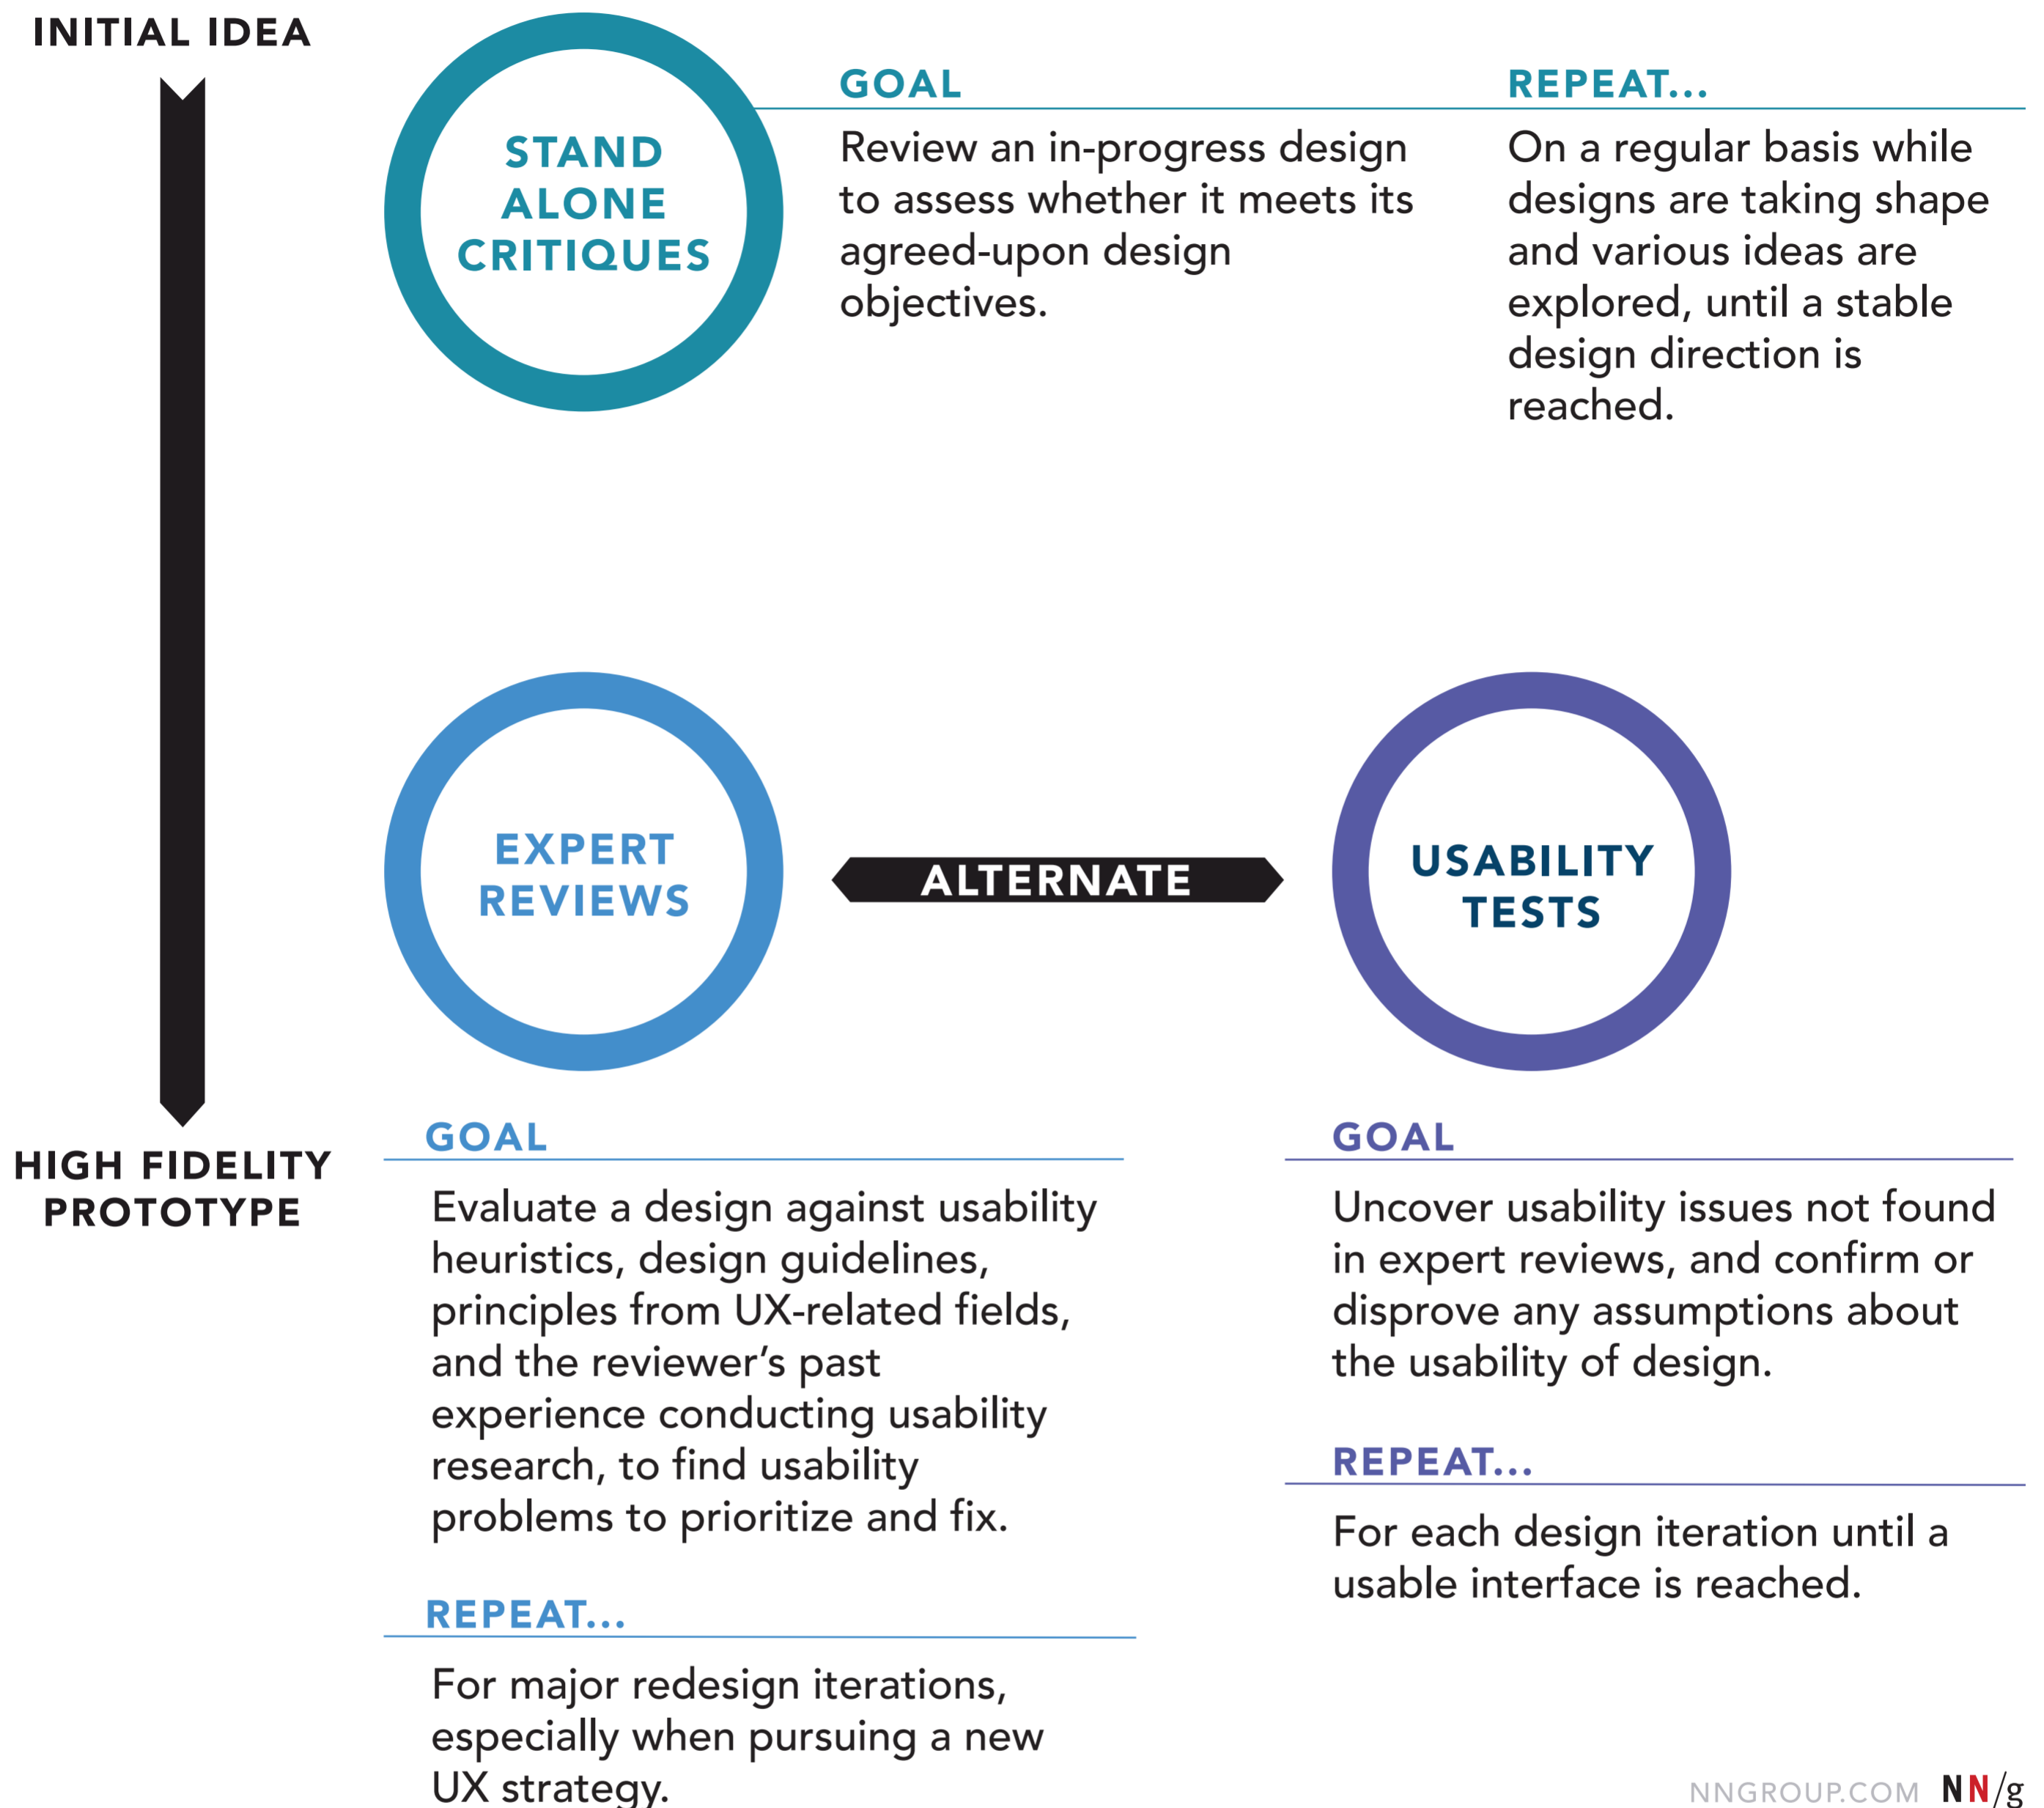 INITIAL IDEA
STAND
ALONE
CRITIQUES
GOAL
Review an in-progress design
to assess whether it meets its
agreed-upon design
objectives.
REPEAT...
On a regular basis while
designs are taking shape
and various ideas are
explored, until a stable
design direction is
reached.
EXPERT
REVIEWS
ALTERNATE
USABILITY
TESTS
HIGH FIDELITY
PROTOTYPE
GOAL
Evaluate a design against usability
heuristics, design guidelines,
principles from UX-related fields,
and the reviewer's past
experience conducting usability
research, to find usability
problems to prioritize and fix.
REPEAT...
For major redesign iterations,
especially when pursuing a new
UX strategy.
GOAL
Uncover usability issues not found
in expert reviews, and confirm or
disprove any assumptions about
the usability of design.
REPEAT...
For each design iteration until a
usable interface is reached.
NNGROUP.COM NN/g